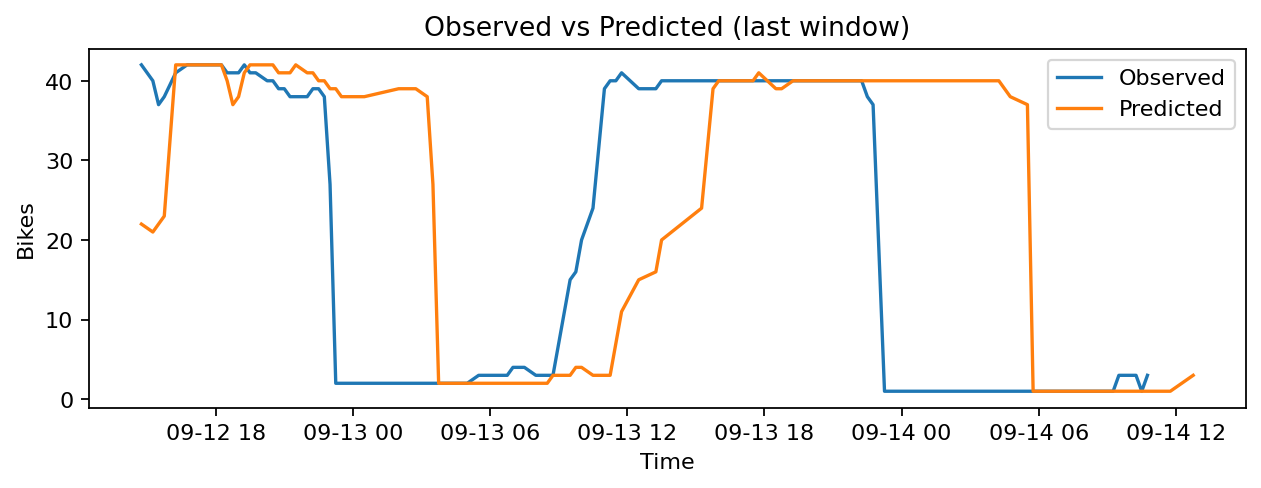 Observed vs Predicted (last window)
Observed
Predicted
Bikes
40
30
20
10
0
09-12 18
09-13 00
09-13 06
09-13 12
09-13 18
09-14 00
09-14 06
09-14 12
Time